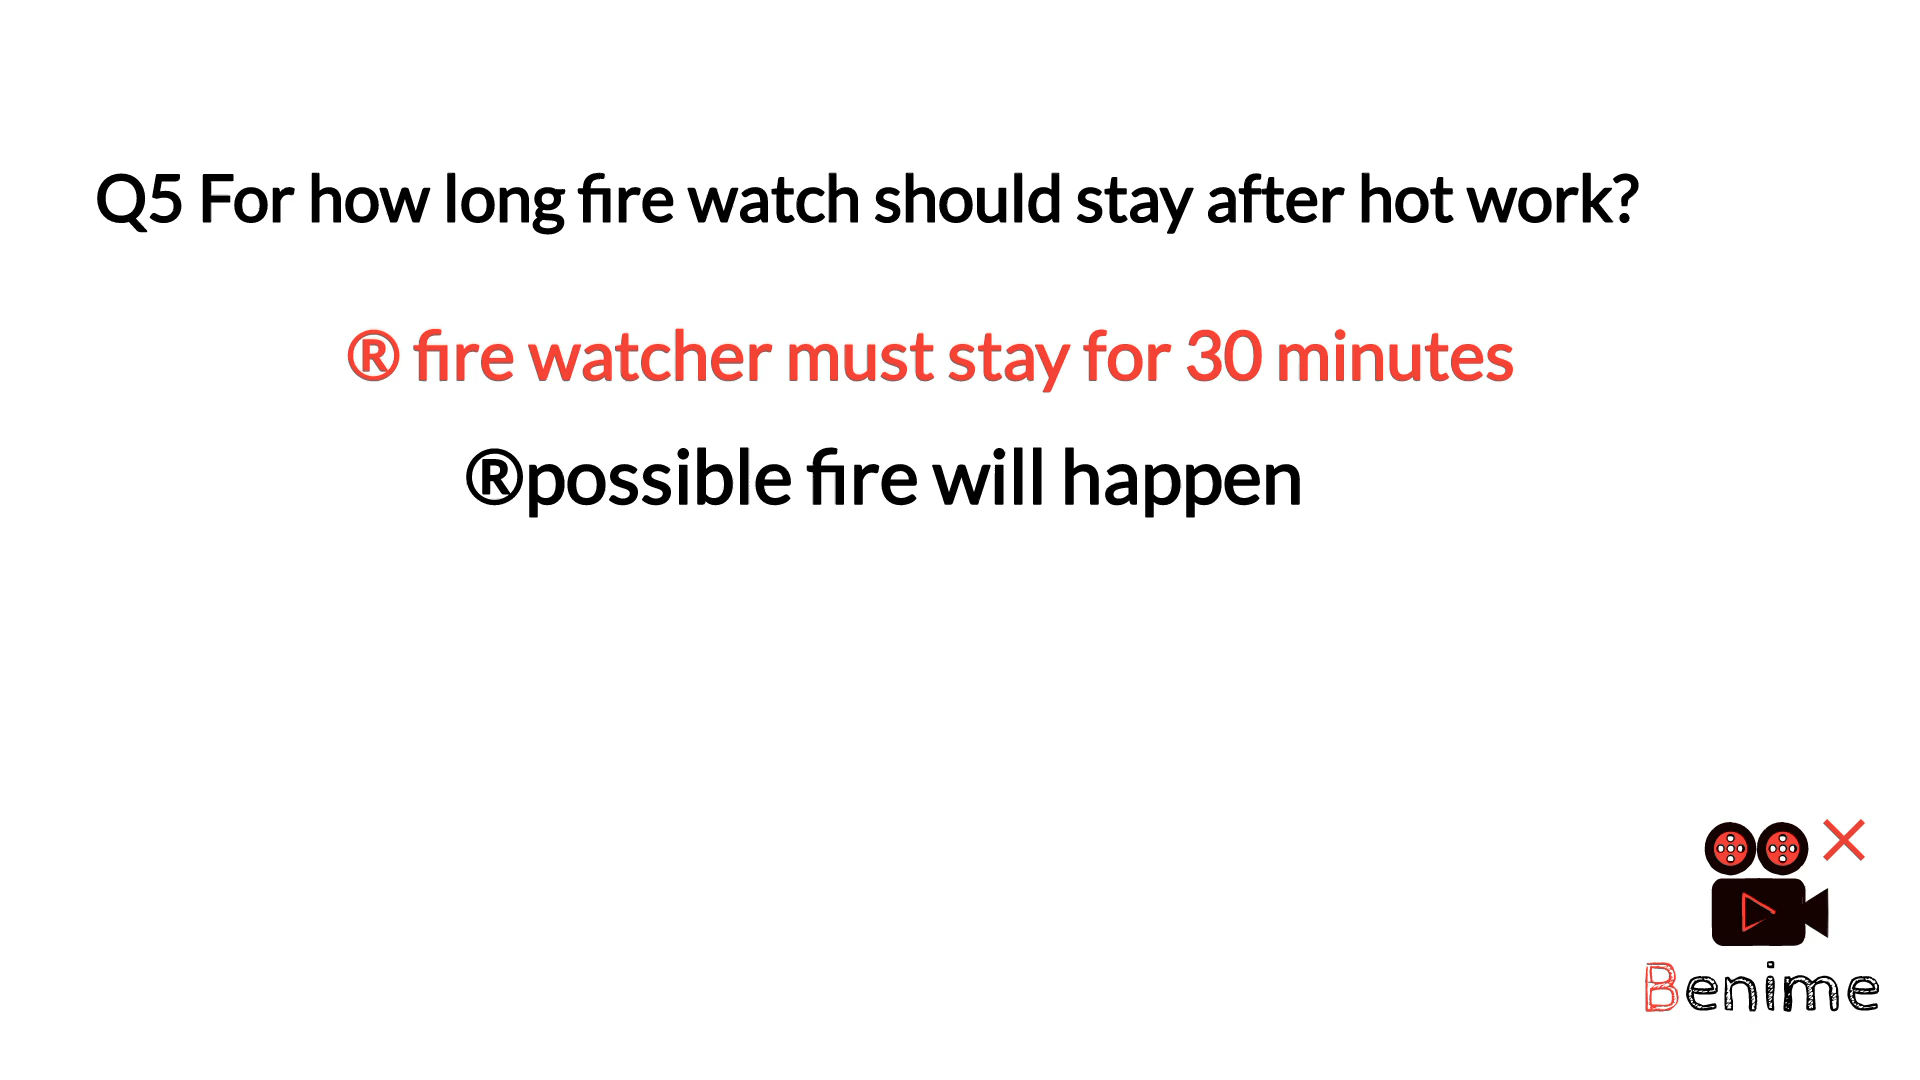 Q5 For how long fire watch should stay after hot work?
® fire watcher must stay for 30 minutes
®possible fire will happen
Benime